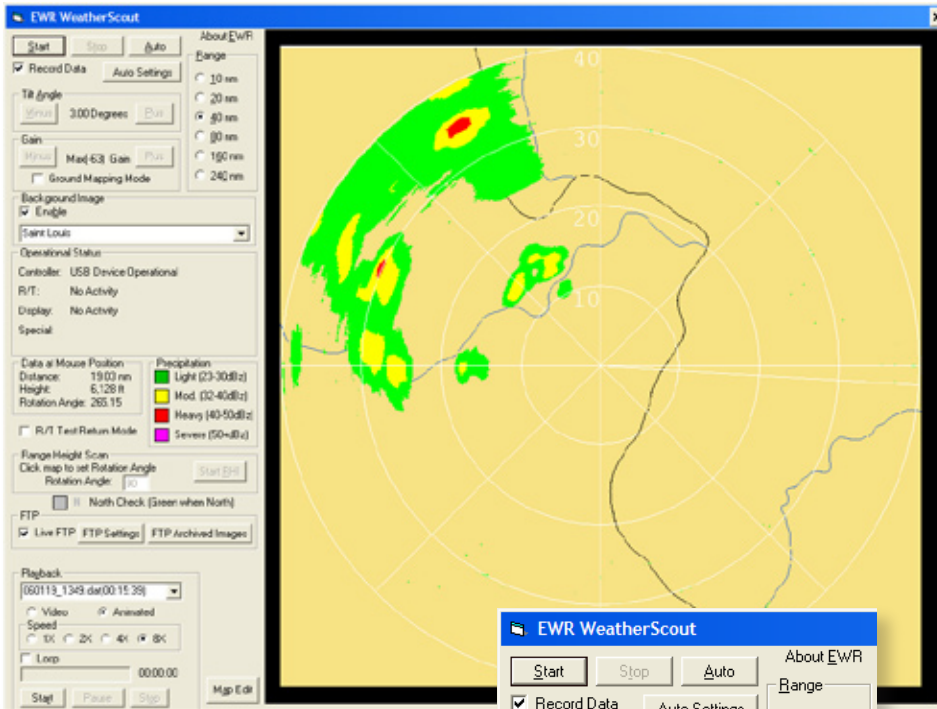 EWR WeatherScout
Start Stop Auto
About EWR
Record Data Auto Settings
Range
10 nm
20 nm
40 nm
80 nm
160 nm
240 nm
Tilt Angle
Minus 3.00 Degrees Plus
Gain
Minus Max(-63) Gain Plus
Ground Mapping Mode
Background Image
Enable
Saint Louis
Operational Status
Controller: USB Device Operational
R/T: No Activity
Display: No Activity
Special:
Data at Mouse Position
Distance: 19.03 nm
Height: 6,128 ft
Rotation Angle: 265.15
Precipitation
Light (23-30dBz)
Mod. (32-40dBz)
Heavy (40-50dBz)
Severe (50+dBz)
R/T Test Return Mode
Range Height Scan
Click map to set Rotation Angle
Rotation Angle:
Start RHI
North Check (Green when North)
FTP
Live FTP FTP Settings FTP Archived Images
Playback
060119_1349.dat(00:15:39)
Video Animated
Speed
1X 2X 4X 8X
Loop
00:00:00
Start Pause Stop
Map Edit
40
30
20
10
EWR WeatherScout
Start Stop Auto
About EWR
Range
Record Data Auto Settings